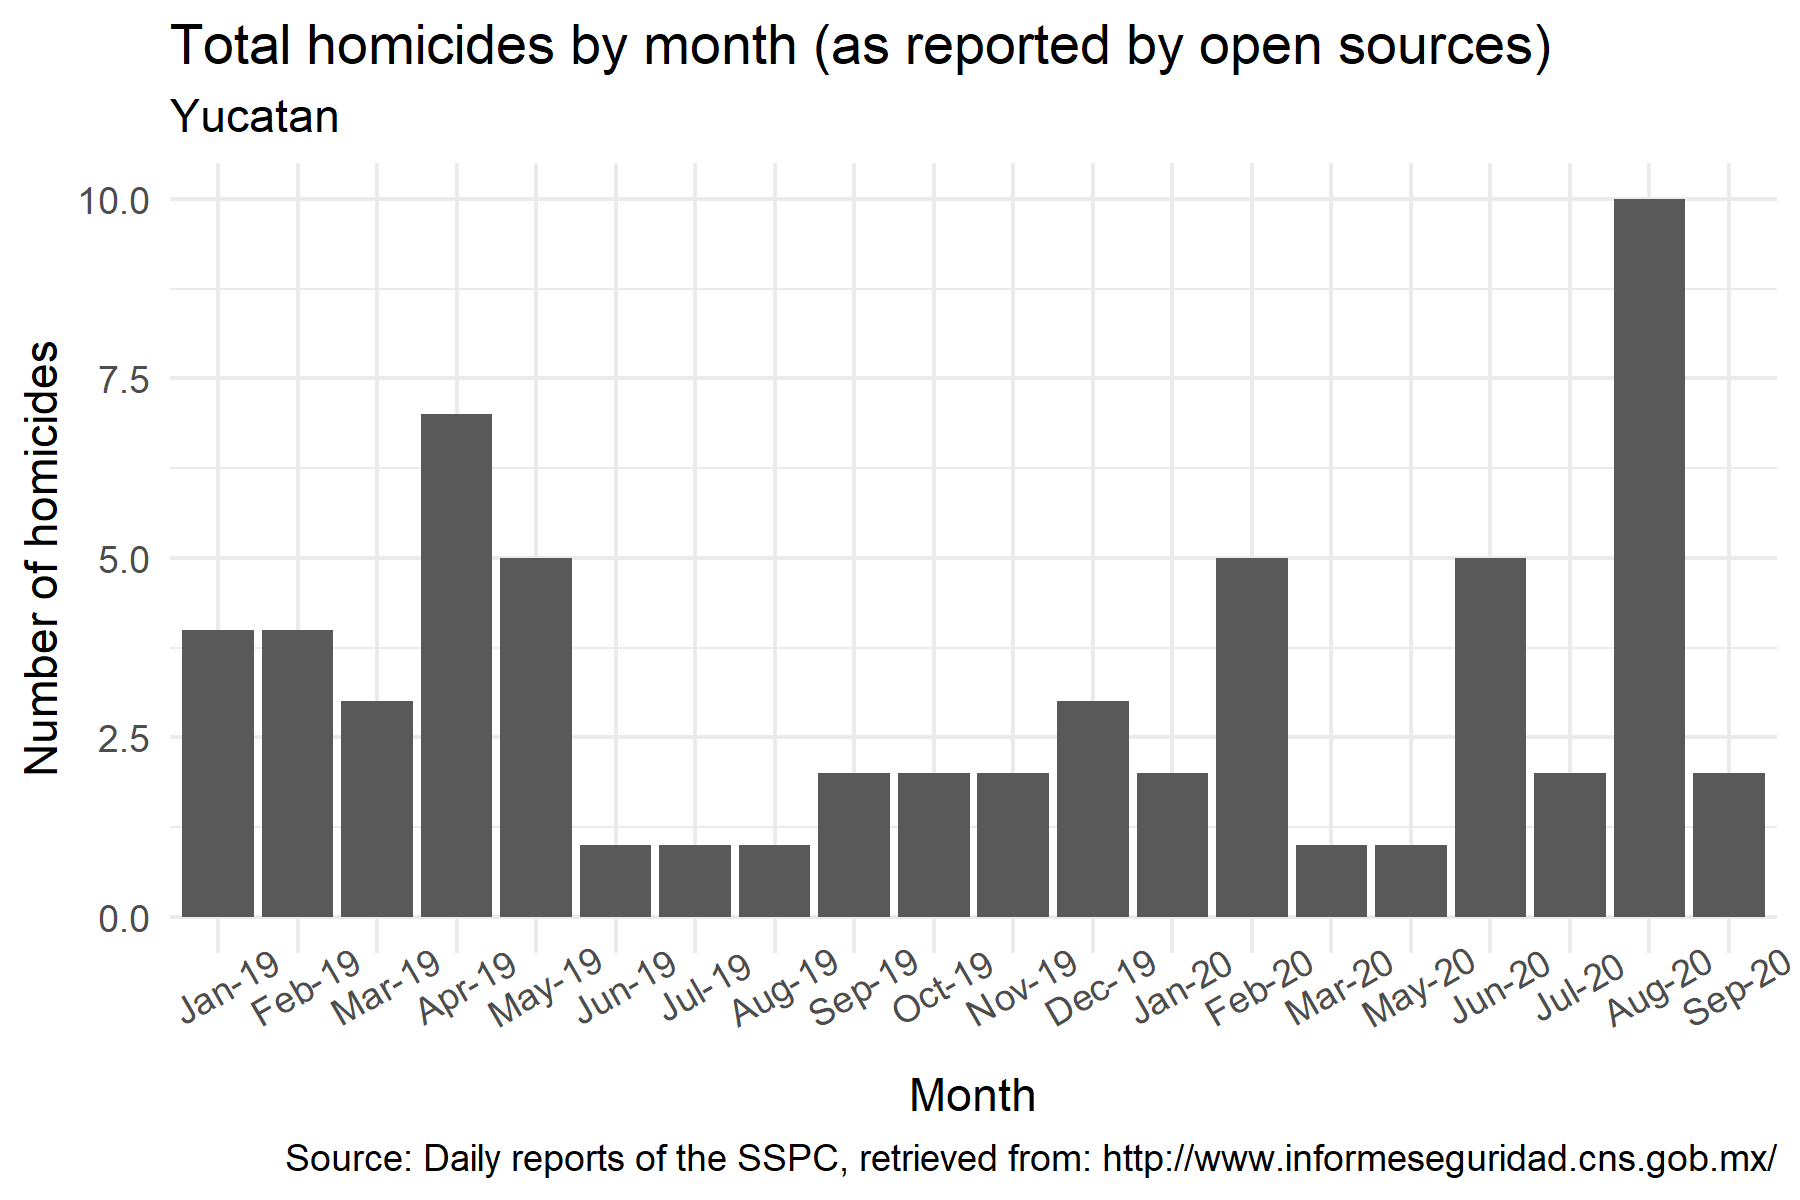 Total homicides by month (as reported by open sources)
Yucatan
Number of homicides
10.0
7.5
5.0
2.5
0.0
Jan-19
Feb-19
Mar-19
Apr-19
May-19
Jun-19
Jul-19
Aug-19
Sep-19
Oct-19
Nov-19
Dec-19
Jan-20
Feb-20
Mar-20
May-20
Jun-20
Jul-20
Aug-20
Sep-20
Month
Source: Daily reports of the SSPC, retrieved from: http://www.informeseguridad.cns.gob.mx/